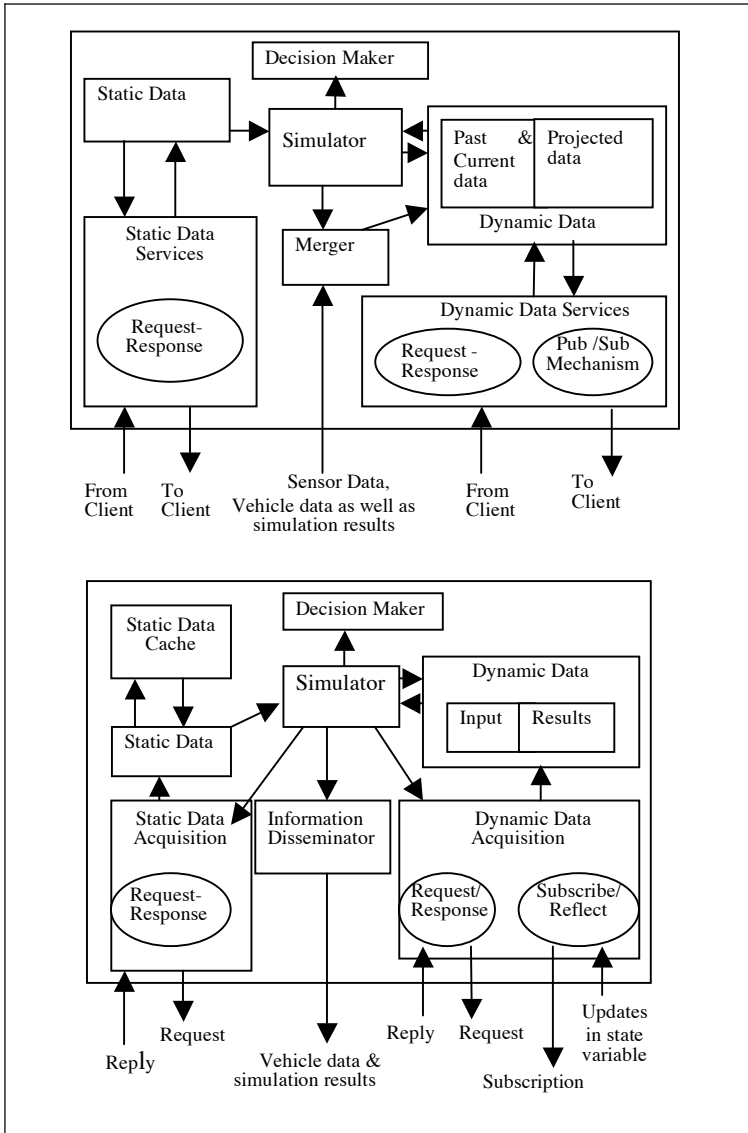 Decision Maker
Static Data
Simulator
Past &
Current
data
Projected
data
Dynamic Data
Static Data
Services
Request-
Response
Merger
Dynamic Data Services
Request -
Response
Pub /Sub
Mechanism
From
Client
To
Client
Sensor Data,
Vehicle data as well as
simulation results
From
Client
To
Client
Decision Maker
Static Data
Cache
Simulator
Dynamic Data
Input
Results
Static Data
Static Data
Acquisition
Request-
Response
Information
Disseminator
Dynamic Data
Acquisition
Request/
Response
Subscribe/
Reflect
Reply
Request
Vehicle data &
simulation results
Reply
Request
Subscription
Updates
in state
variable